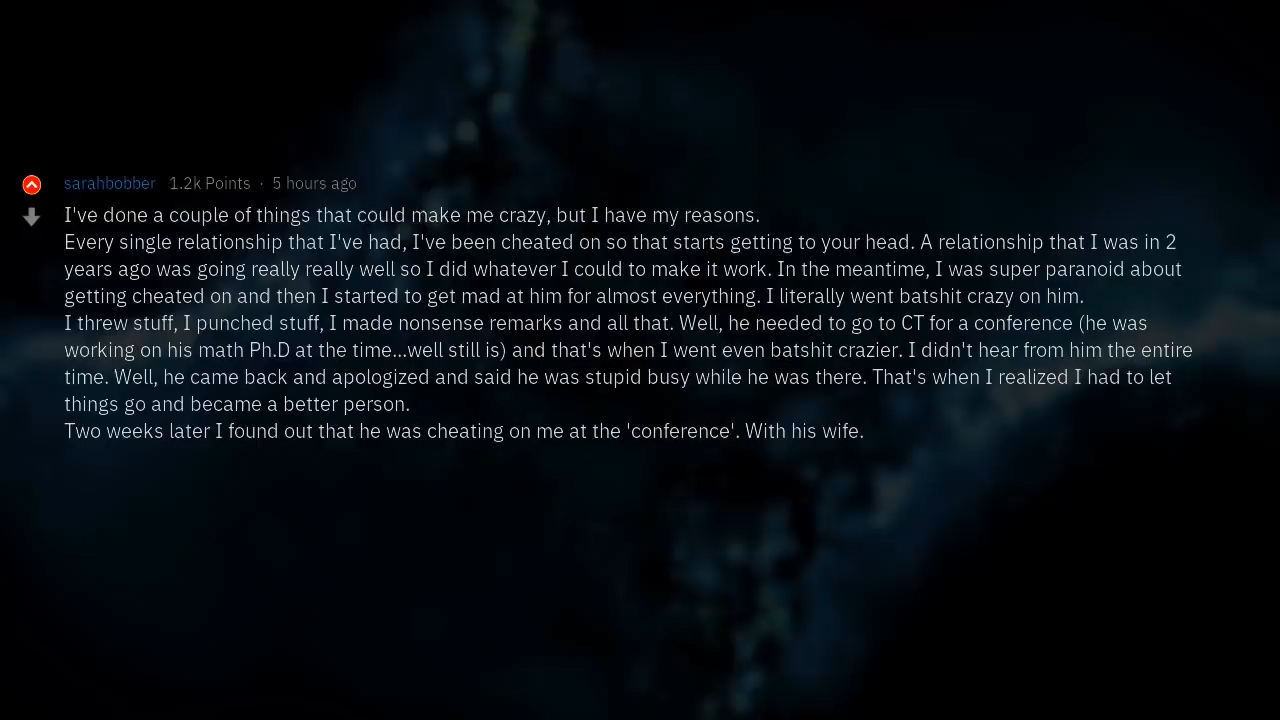 sarahbobber 1.2k Points · 5 hours ago
I've done a couple of things that could make me crazy, but I have my reasons.
Every single relationship that I've had, I've been cheated on so that starts getting to your head. A relationship that I was in 2
years ago was going really really well so I did whatever I could to make it work. In the meantime, I was super paranoid about
getting cheated on and then I started to get mad at him for almost everything. I literally went batshit crazy on him.
I threw stuff, I punched stuff, I made nonsense remarks and all that. Well, he needed to go to CT for a conference (he was
working on his math Ph.D at the time...well still is) and that's when I went even batshit crazier. I didn't hear from him the entire
time. Well, he came back and apologized and said he was stupid busy while he was there. That's when I realized I had to let
things go and became a better person.
Two weeks later I found out that he was cheating on me at the 'conference'. With his wife.